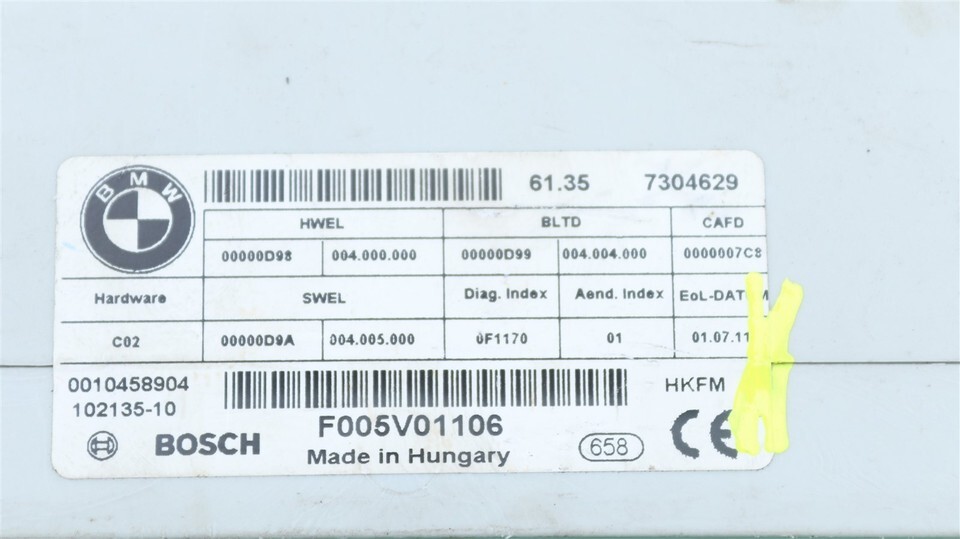 BMW
61.35 7304629
HWEL BLTD CAFD
00000D98 004.000.000 00000D99 004.004.000 0000007C8
Hardware SWEL Diag. Index Aend. Index EoL-DATUM
C02 00000D9A 004.005.000 0F1170 01 01.07.11
0010458904 HKFM
102135-10
F005V01106
BOSCH 658 CE
Made in Hungary